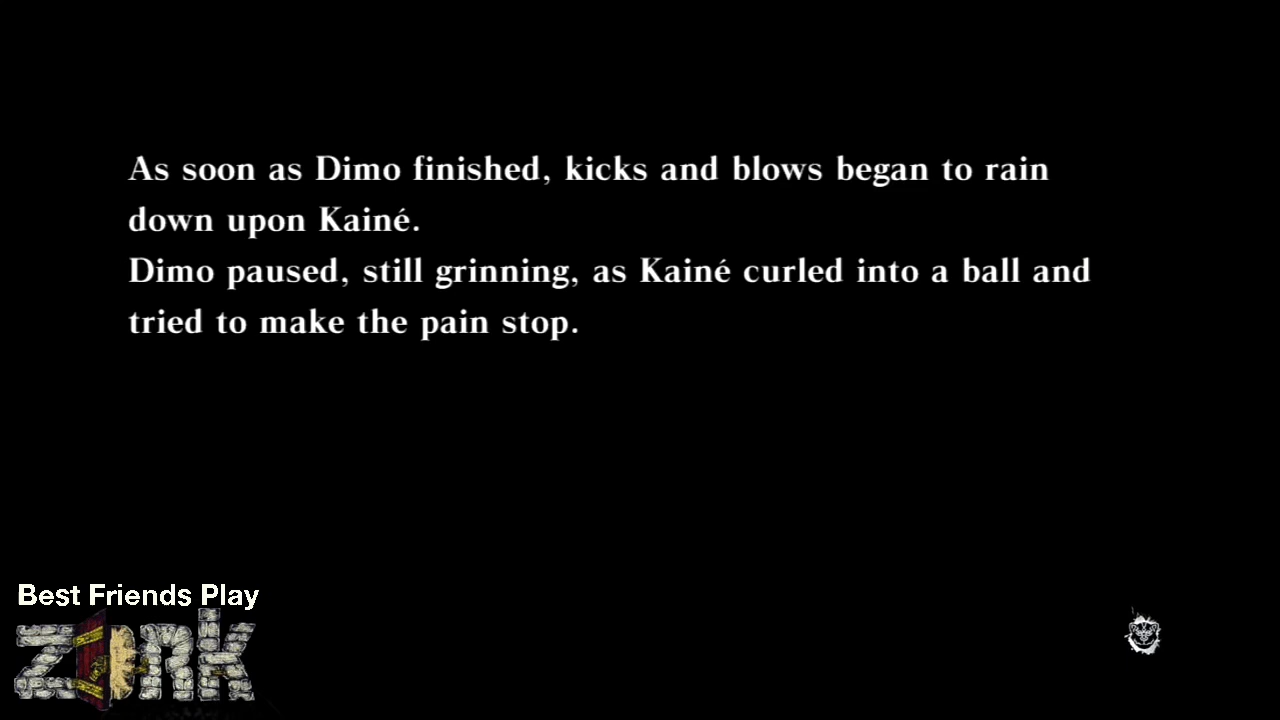 As soon as Dimo finished, kicks and blows began to rain
down upon Kainé.
Dimo paused, still grinning, as Kainé curled into a ball and
tried to make the pain stop.
Best Friends Play
ZORK